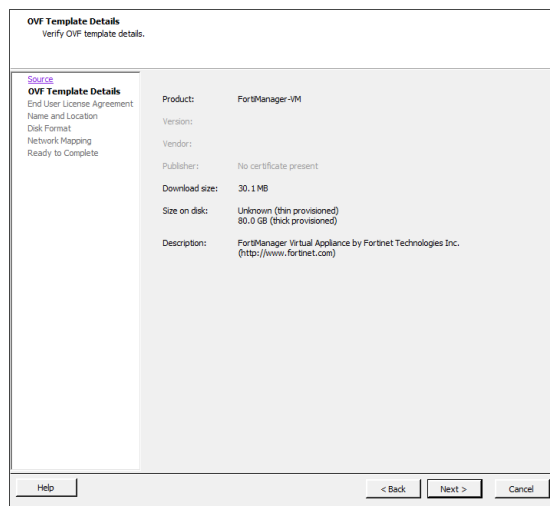 OVF Template Details
Verify OVF template details.
Source
OVF Template Details
End User License Agreement
Name and Location
Disk Format
Network Mapping
Ready to Complete
Product: FortiManager-VM
Version:
Vendor:
Publisher: No certificate present
Download size: 30.1 MB
Size on disk: Unknown (thin provisioned)
80.0 GB (thick provisioned)
Description: FortiManager Virtual Appliance by Fortinet Technologies Inc.
(http://www.fortinet.com)
Help < Back Next > Cancel